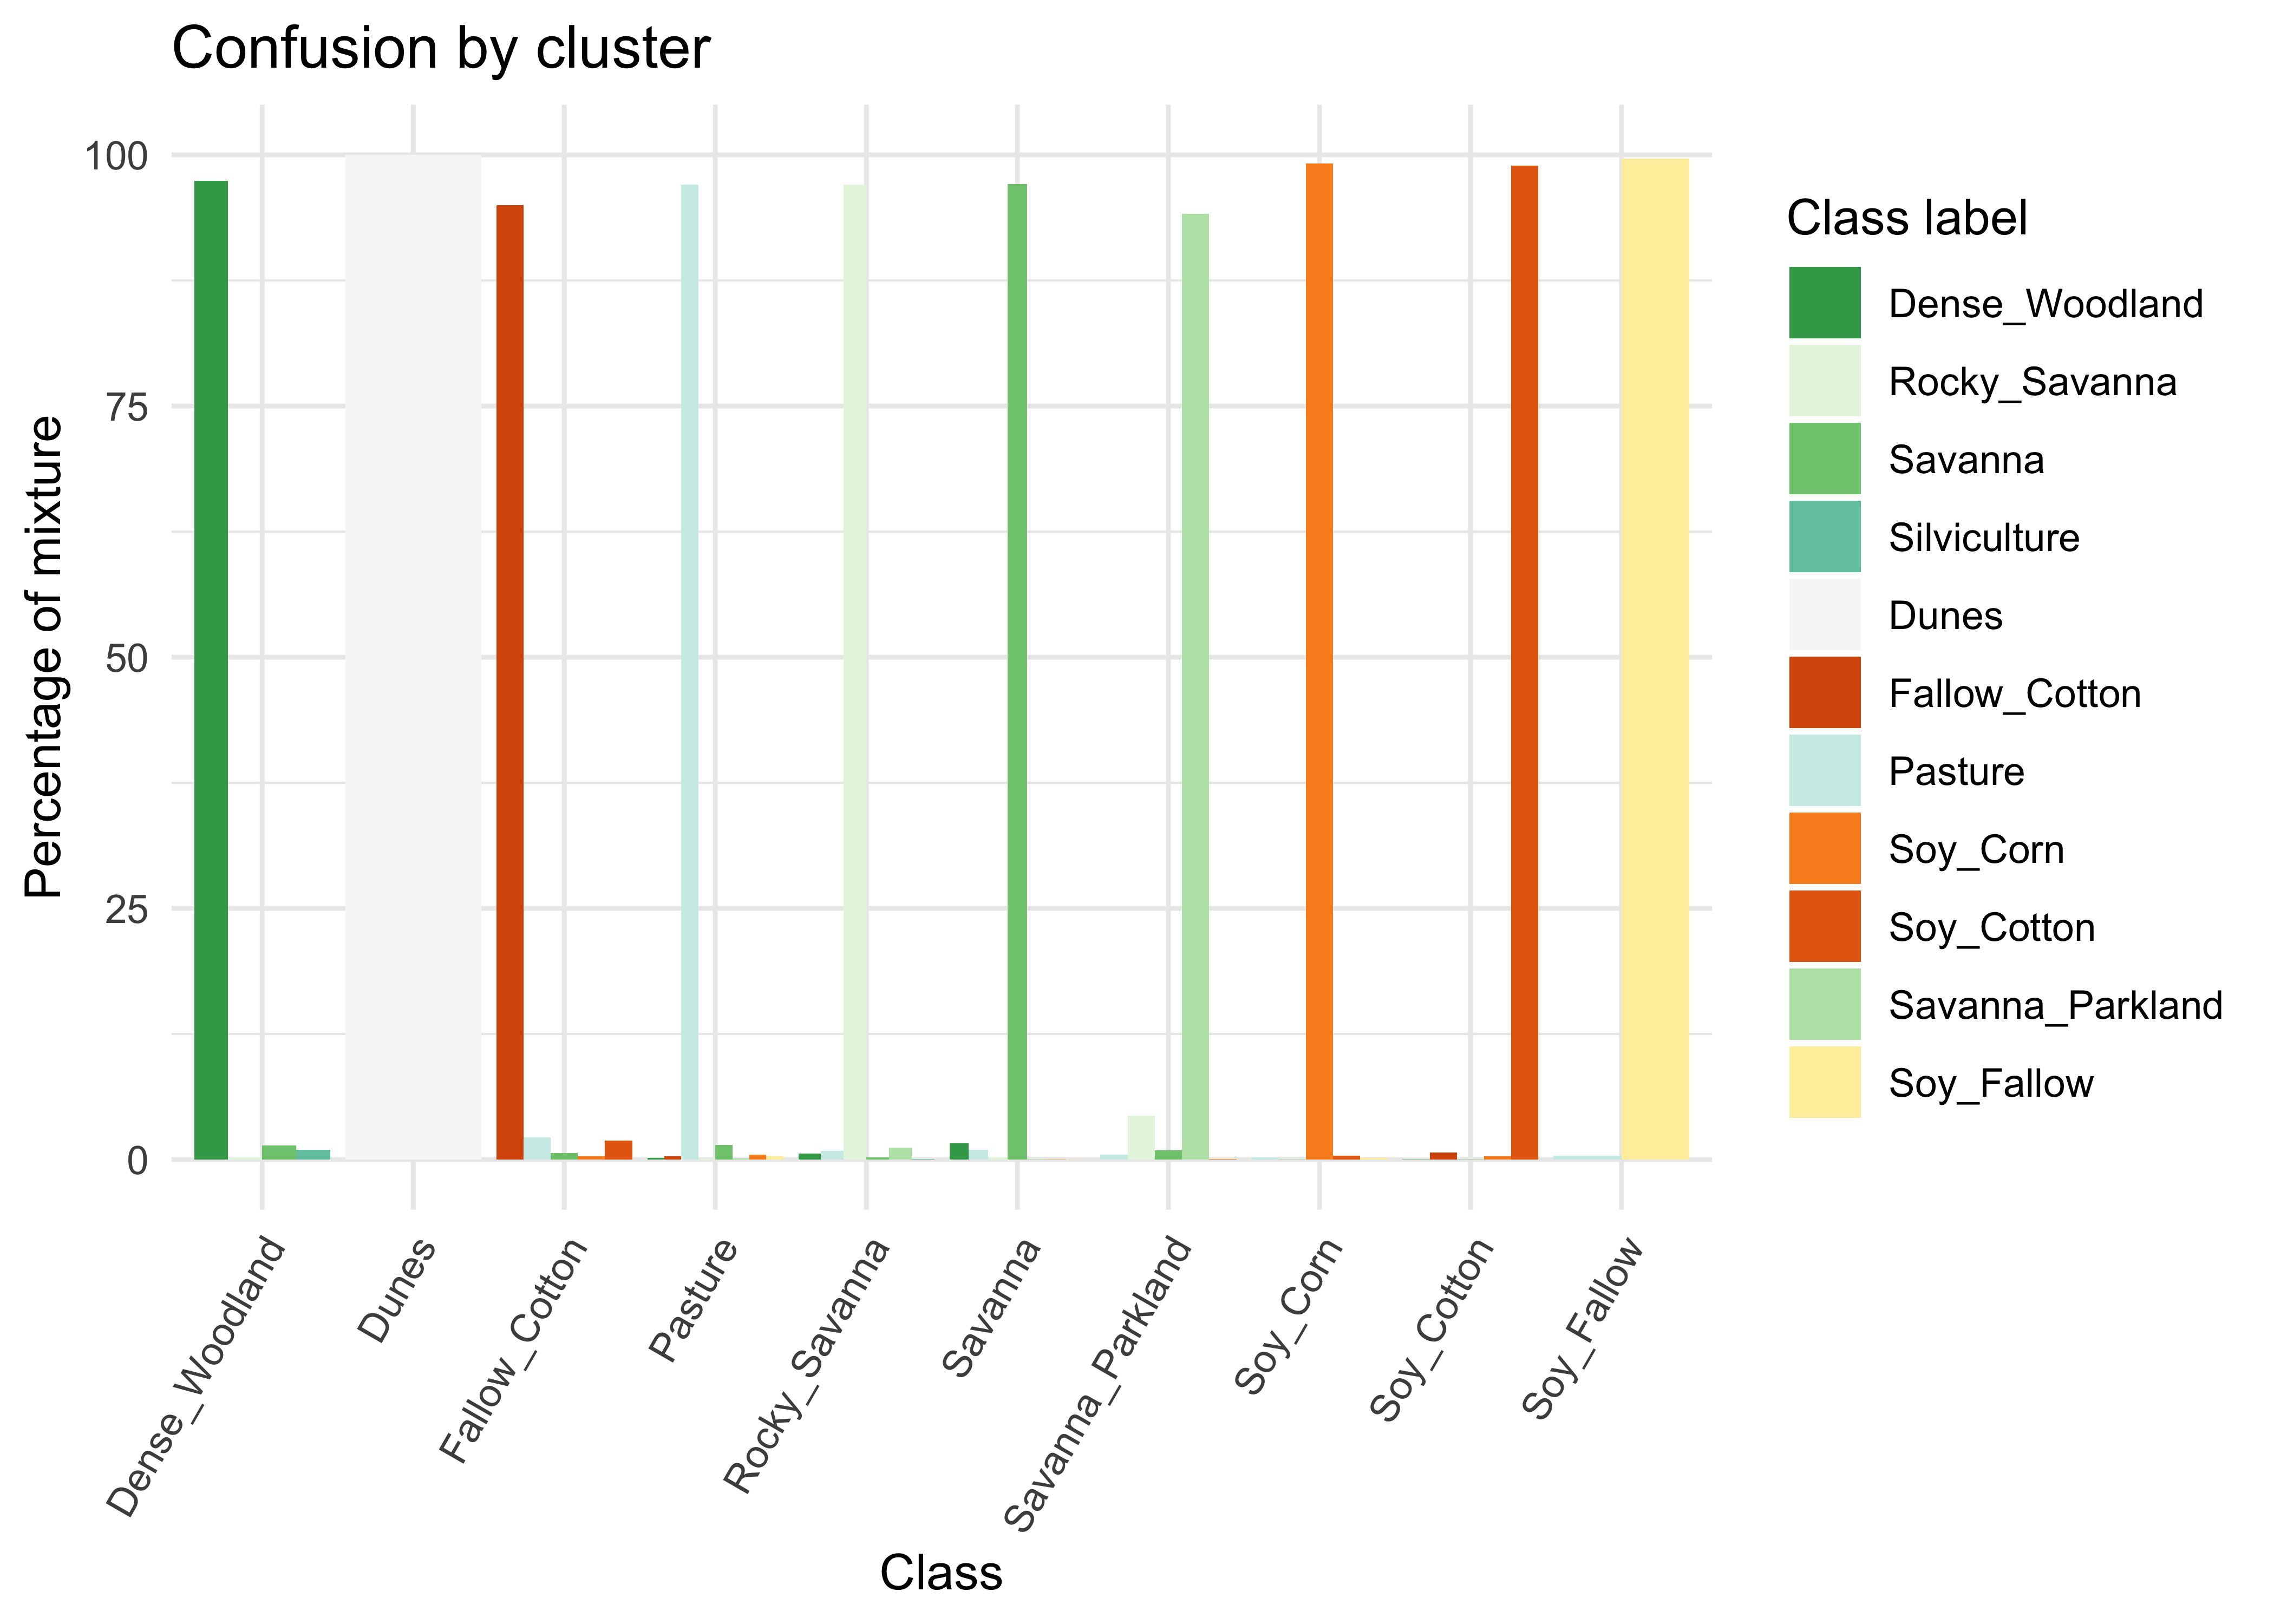 Confusion by cluster
Percentage of mixture
100
75
50
25
0
Dense_Woodland
Dunes
Fallow_Cotton
Pasture
Rocky_Savanna
Savanna
Savanna_Parkland
Soy_Corn
Soy_Cotton
Soy_Fallow
Class
Class label
Dense_Woodland
Rocky_Savanna
Savanna
Silviculture
Dunes
Fallow_Cotton
Pasture
Soy_Corn
Soy_Cotton
Savanna_Parkland
Soy_Fallow